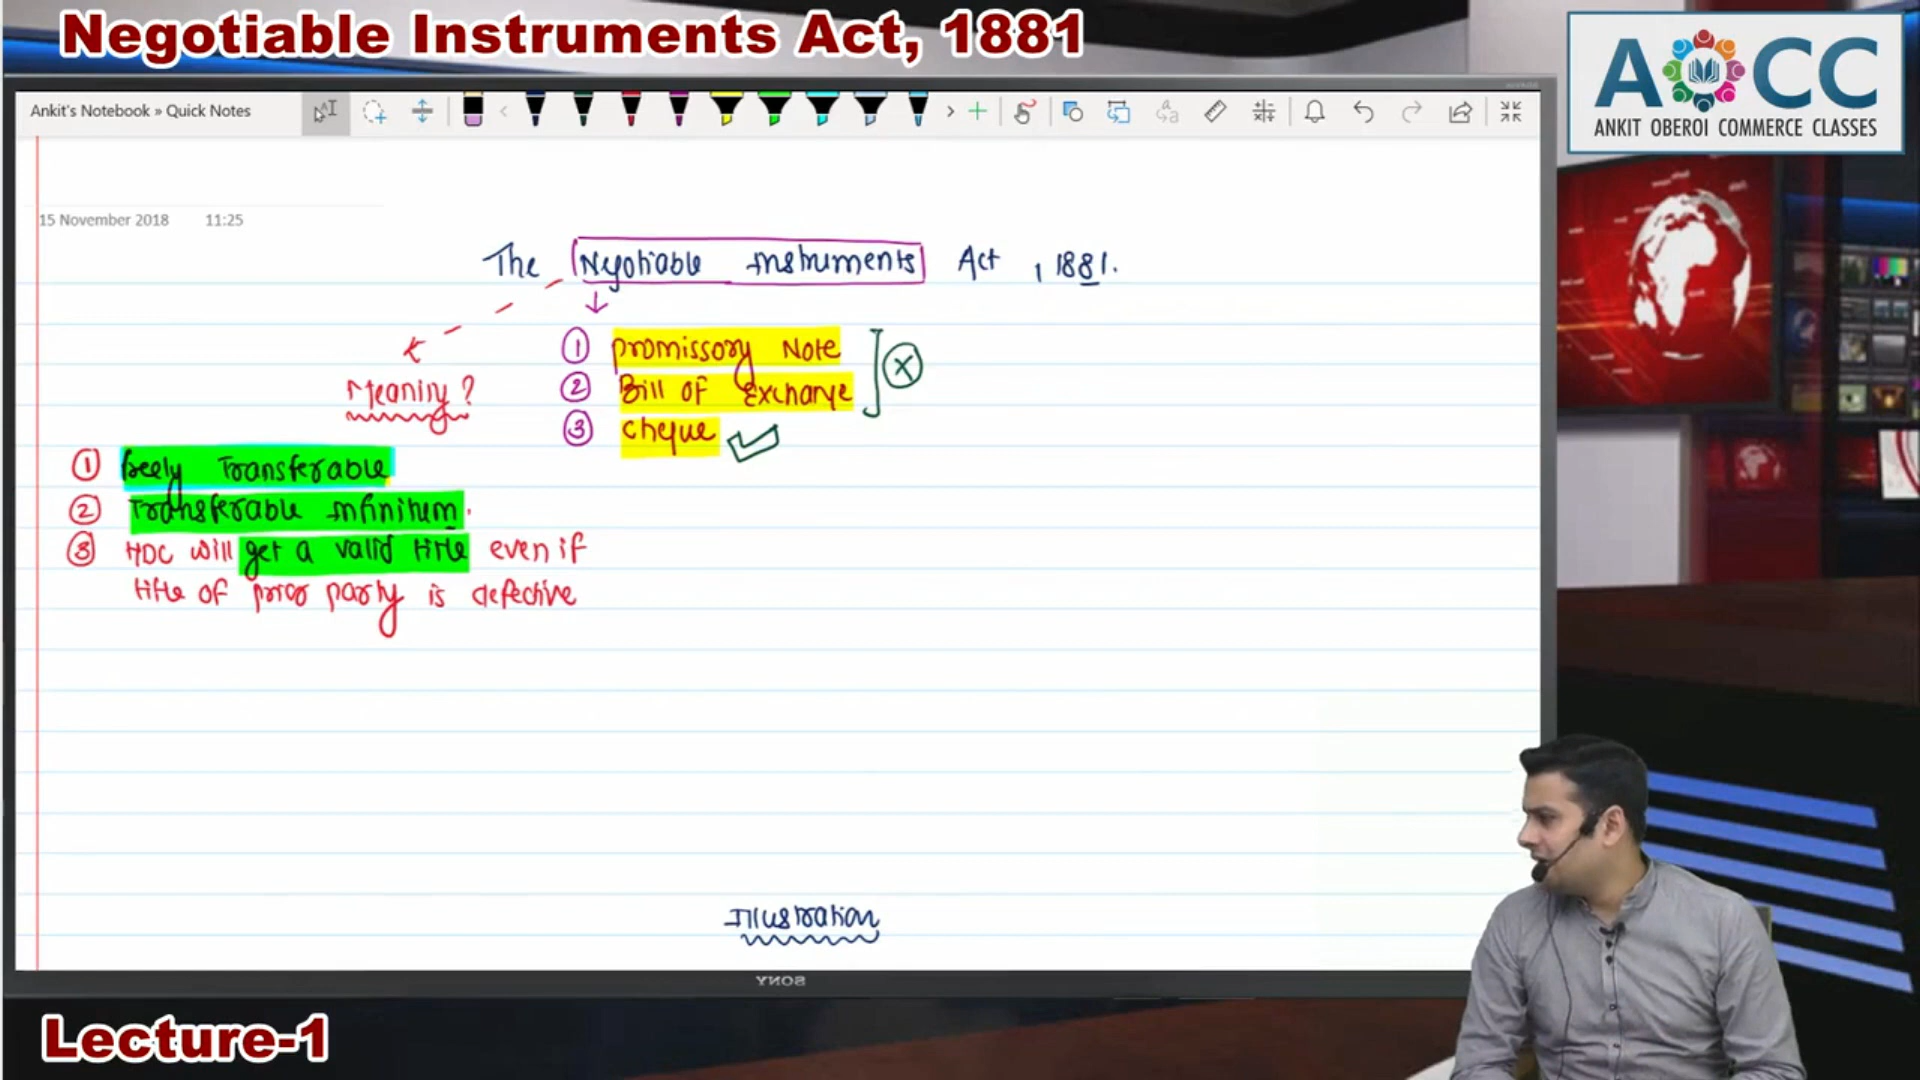 Negotiable Instruments Act, 1881
AOCC
ANKIT OBEROI COMMERCE CLASSES
Ankit's Notebook » Quick Notes
15 November 2018 11:25
The Negotiable Instruments Act, 1881.
① Promissory Note
② Bill of Exchange
③ cheque
Meaning?
① Freely Transferable
② Transferable infinitum.
③ HDC will get a valid title even if
title of prior party is defective
Illustration
SONY
Lecture-1